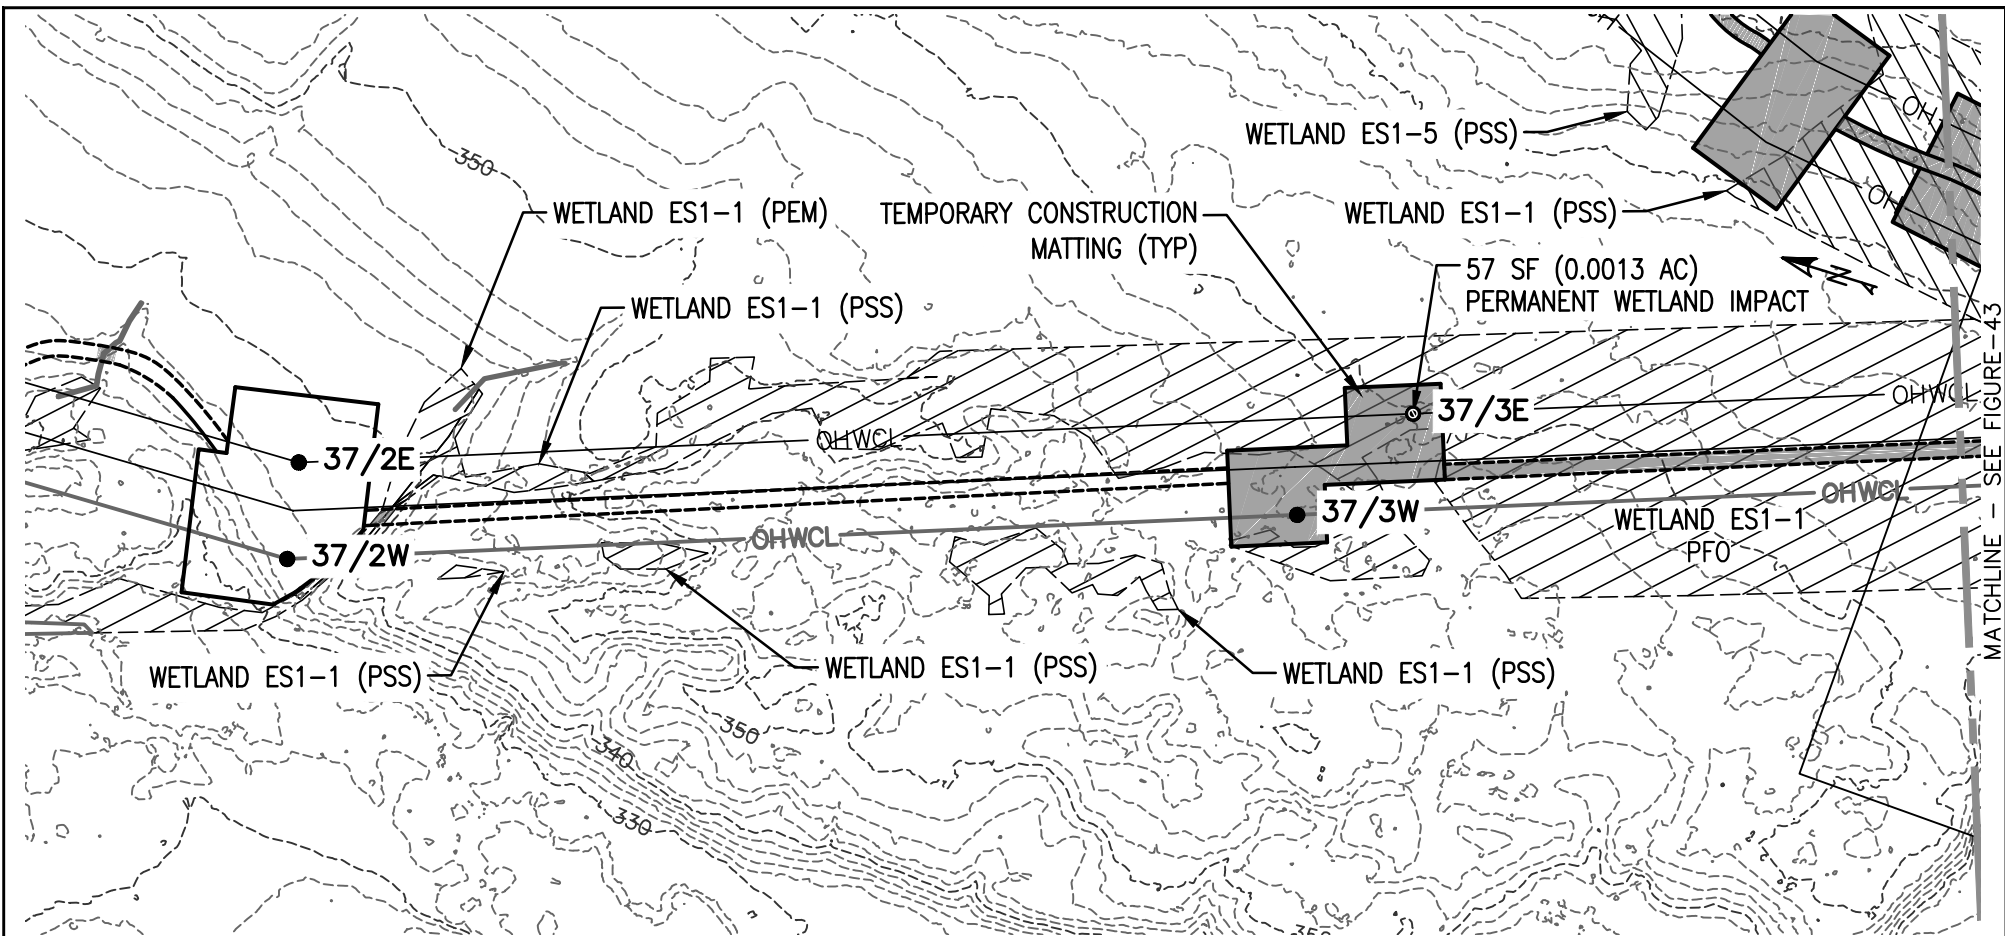 350
WETLAND ES1-5 (PSS)
OH
WETLAND ES1-1 (PEM)
TEMPORARY CONSTRUCTION
MATTING (TYP)
WETLAND ES1-1 (PSS)
OH
57 SF (0.0013 AC)
PERMANENT WETLAND IMPACT
N
WETLAND ES1-1 (PSS)
MATCHLINE - SEE FIGURE-43
OHWCL
37/3E
OHWCL
37/2E
OHWCL
37/3W
WETLAND ES1-1
PFO
OHWCL
37/2W
WETLAND ES1-1 (PSS)
WETLAND ES1-1 (PSS)
WETLAND ES1-1 (PSS)
350
340
330